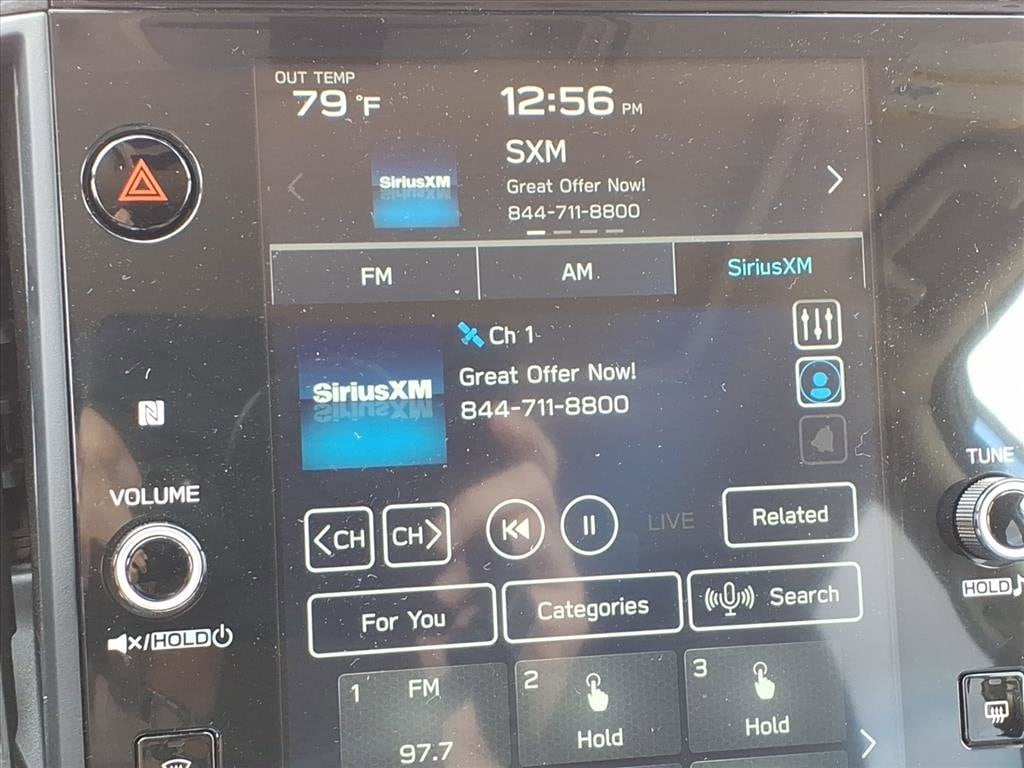 OUT TEMP
79 °F
12:56 PM
SXM
SiriusXM
Great Offer Now!
844-711-8800
FM
AM
SiriusXM
Ch 1
SiriusXM
Great Offer Now!
844-711-8800
N
VOLUME
TUNE
<CH
CH>
LIVE
Related
HOLD
For You
Categories
Search
X/HOLD
1
FM
97.7
2
Hold
3
Hold